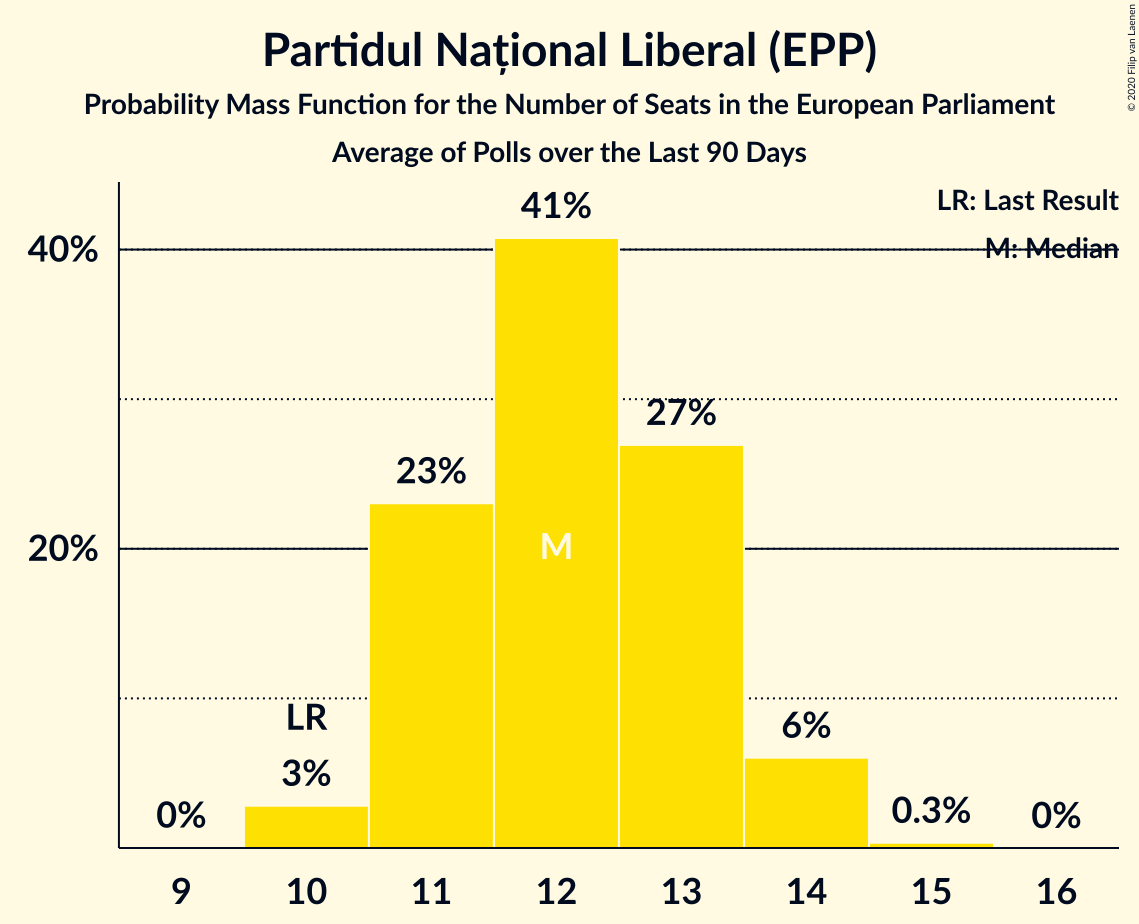 Partidul Național Liberal (EPP)
Probability Mass Function for the Number of Seats in the European Parliament
Average of Polls over the Last 90 Days
© 2020 Filip van Laenen
LR: Last Result
M: Median
41%
40%
27%
23%
20%
M
LR
6%
3%
0%
0.3%
0%
9 10 11 12 13 14 15 16